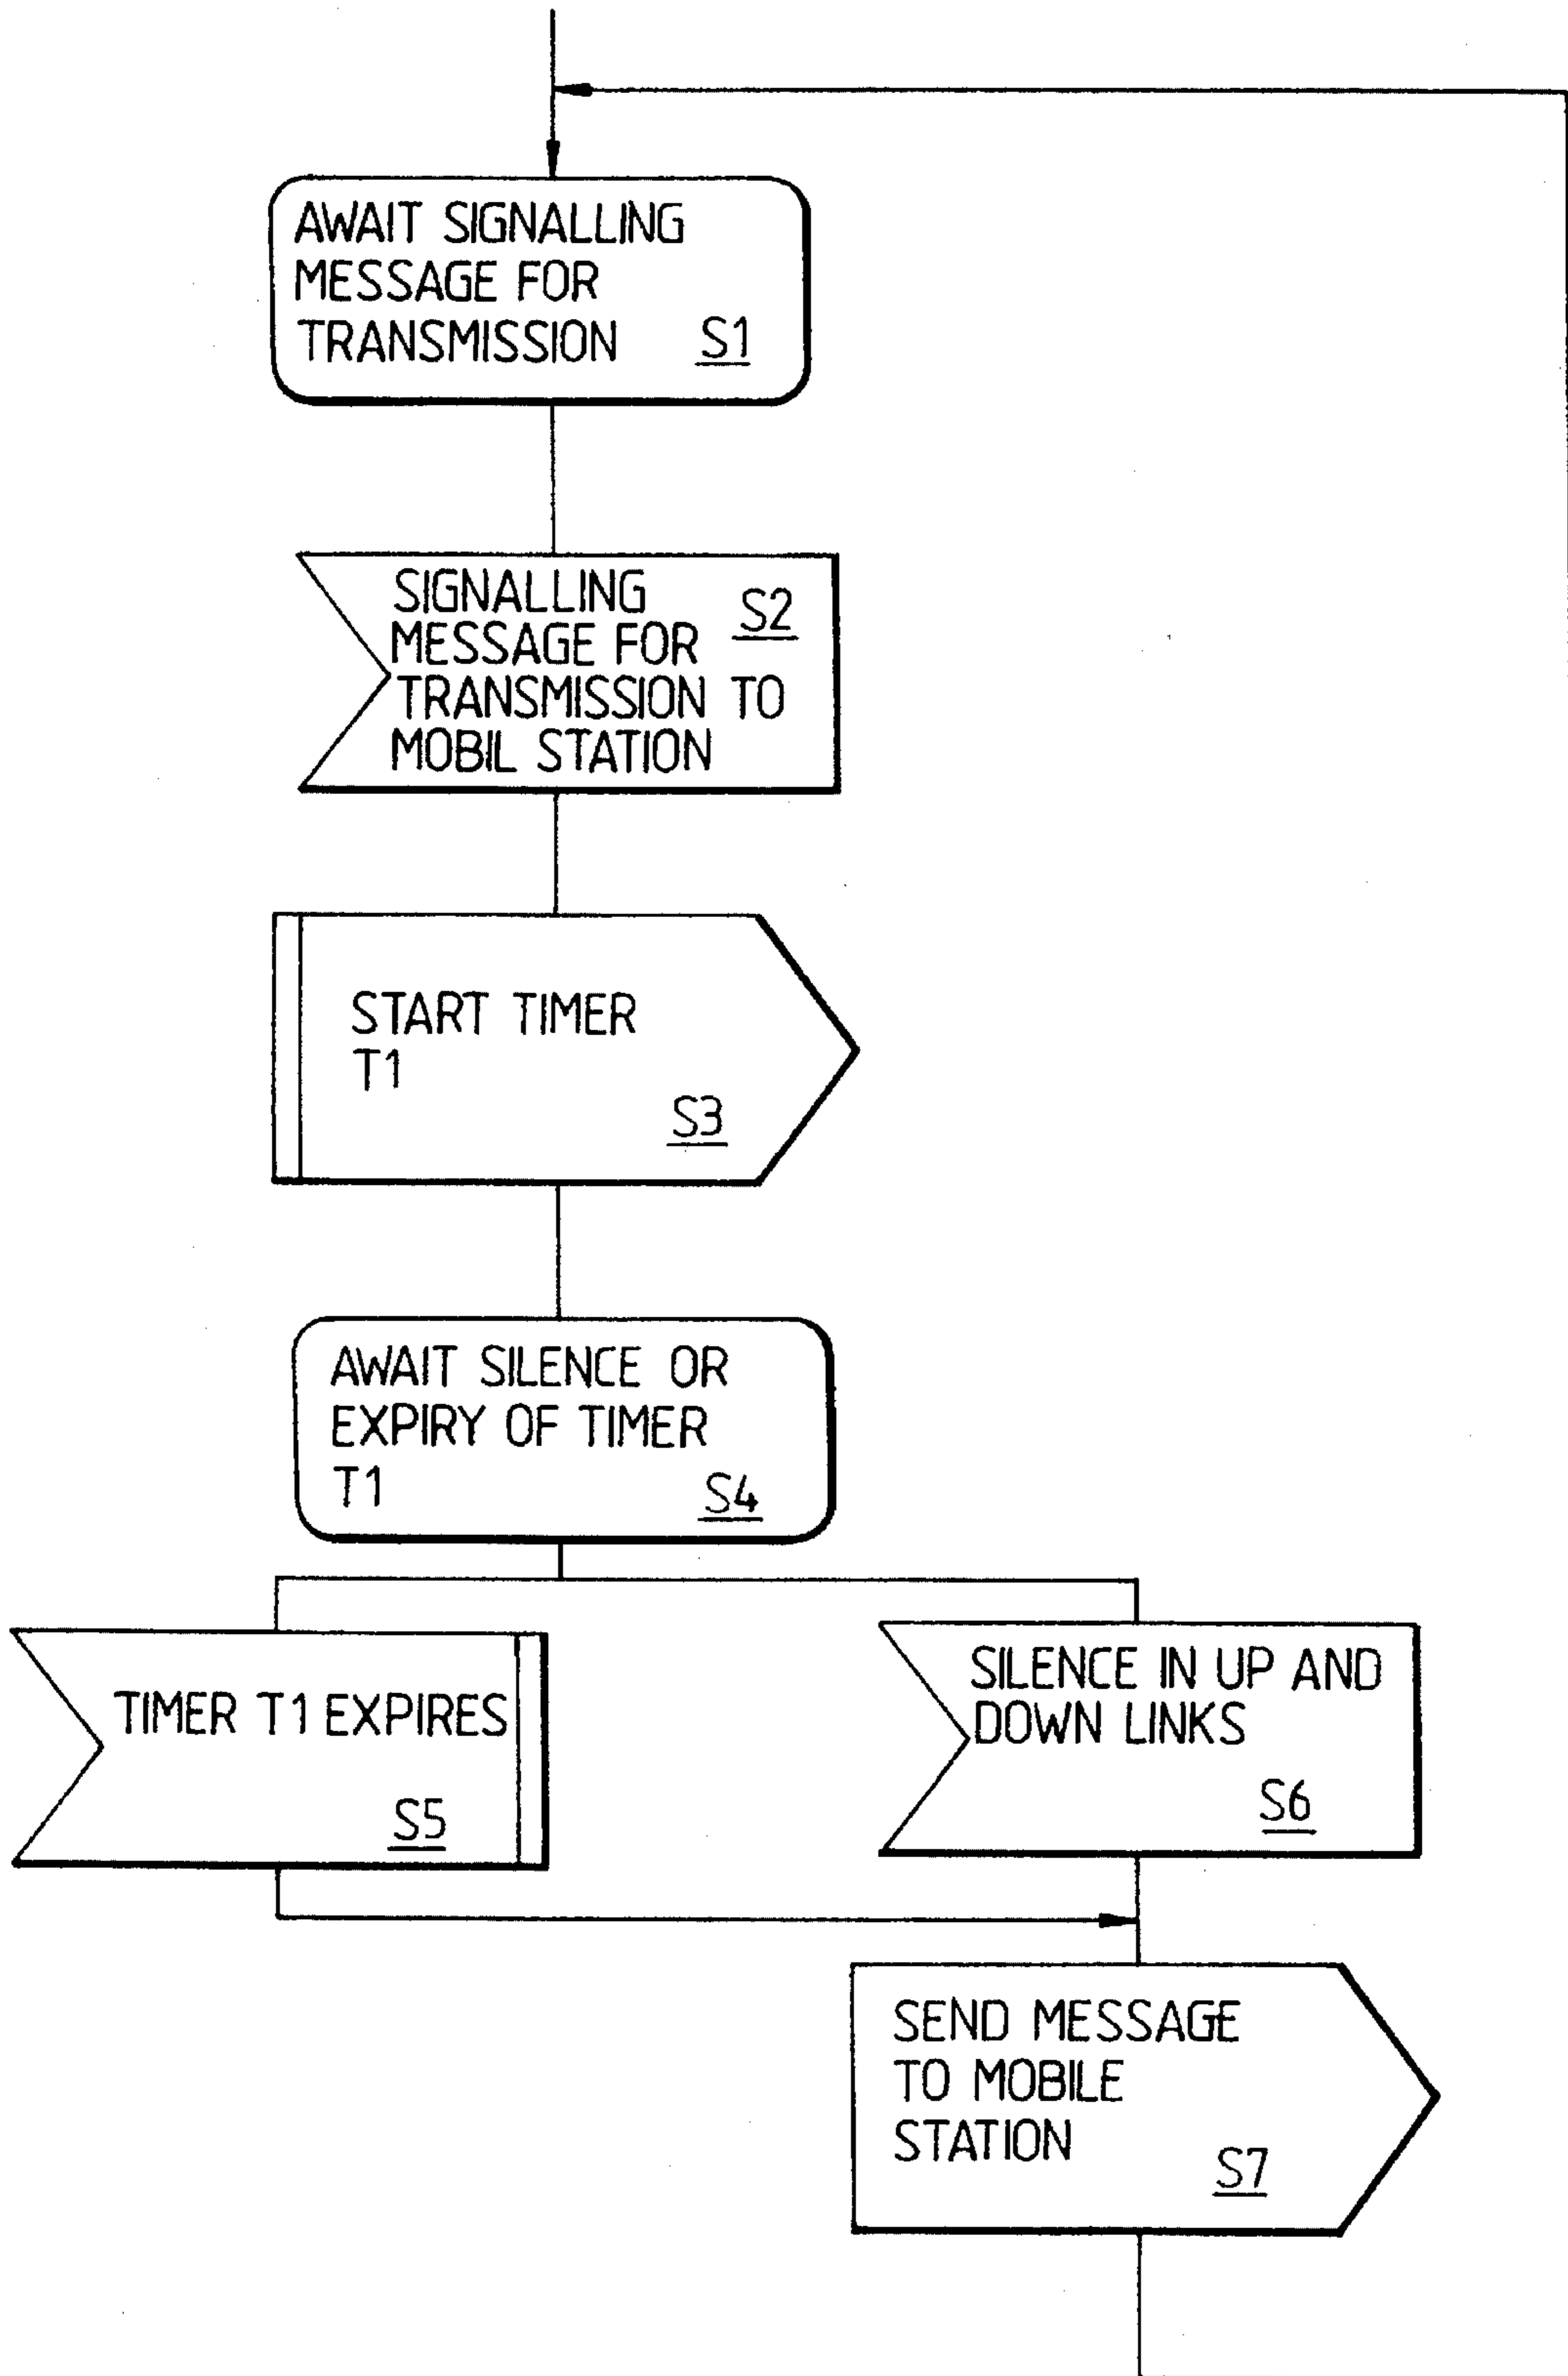 AWAIT SIGNALLING
MESSAGE FOR
TRANSMISSION S1
SIGNALLING S2
MESSAGE FOR
TRANSMISSION TO
MOBIL STATION
START TIMER
T1
S3
AWAIT SILENCE OR
EXPIRY OF TIMER
T1 S4
TIMER T1 EXPIRES
S5
SILENCE IN UP AND
DOWN LINKS
S6
SEND MESSAGE
TO MOBILE
STATION
S7